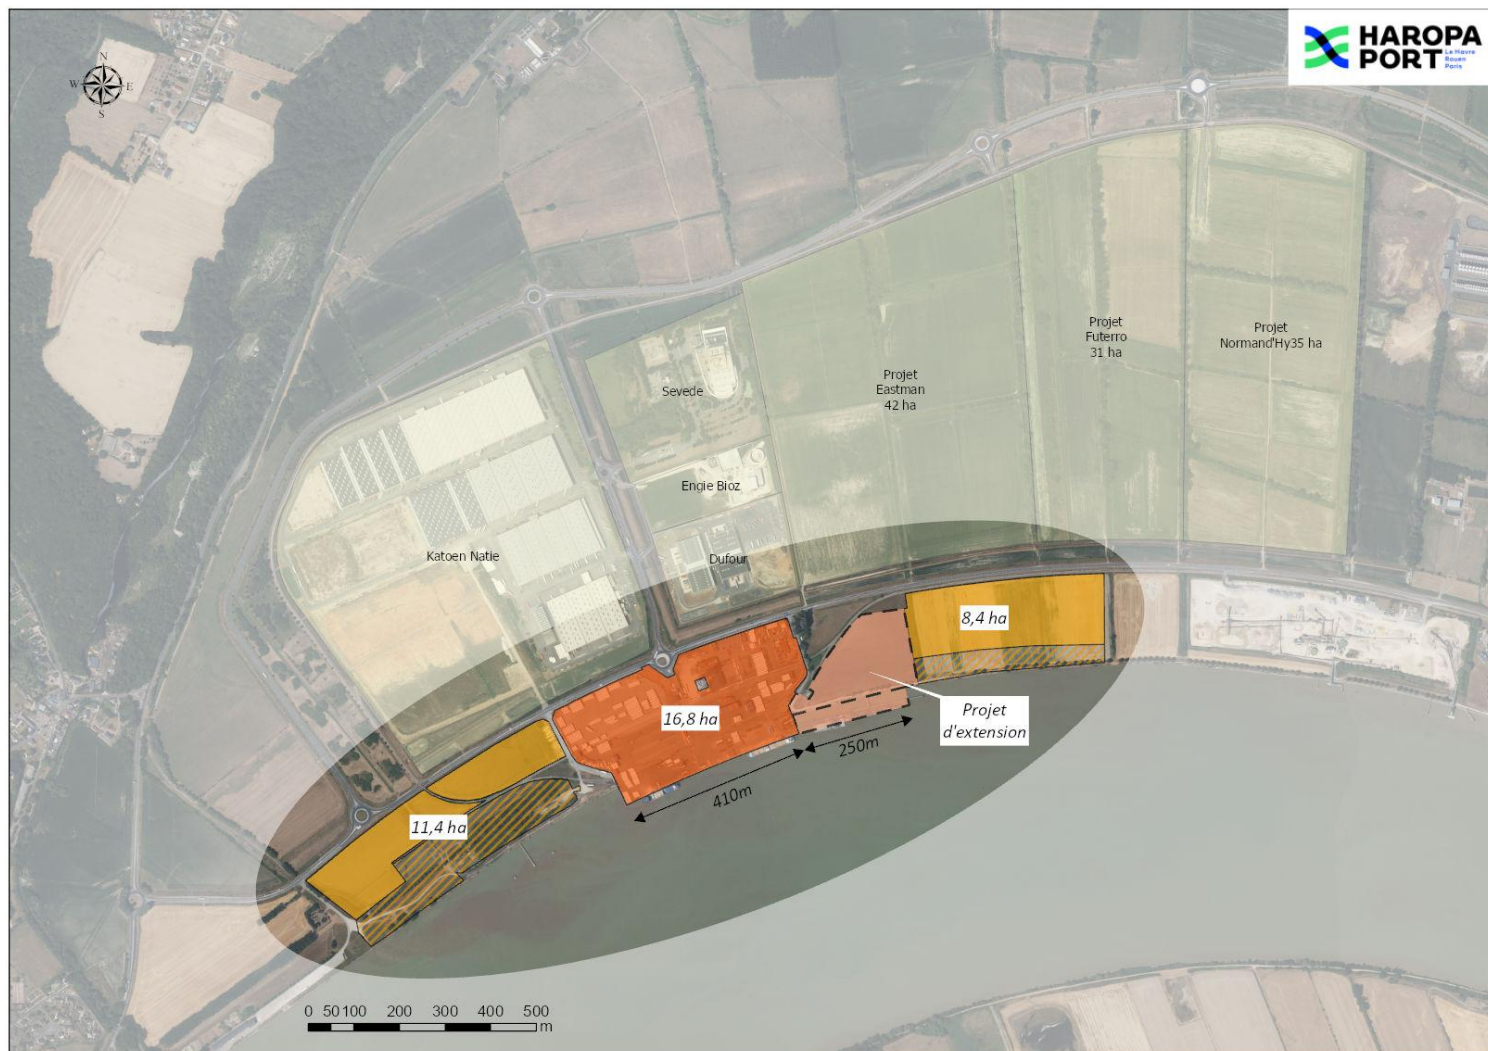 HAROPA
PORT
Le Havre
Rouen
Paris
N
W
E
S
Projet
Futerro
31 ha
Projet
Normand'Hy35 ha
Projet
Eastman
42 ha
Sevede
Engie Bioz
Katoen Natie
Dufour
8,4 ha
16,8 ha
Projet
d'extension
250m
410m
11,4 ha
0 50 100 200 300 400 500
m